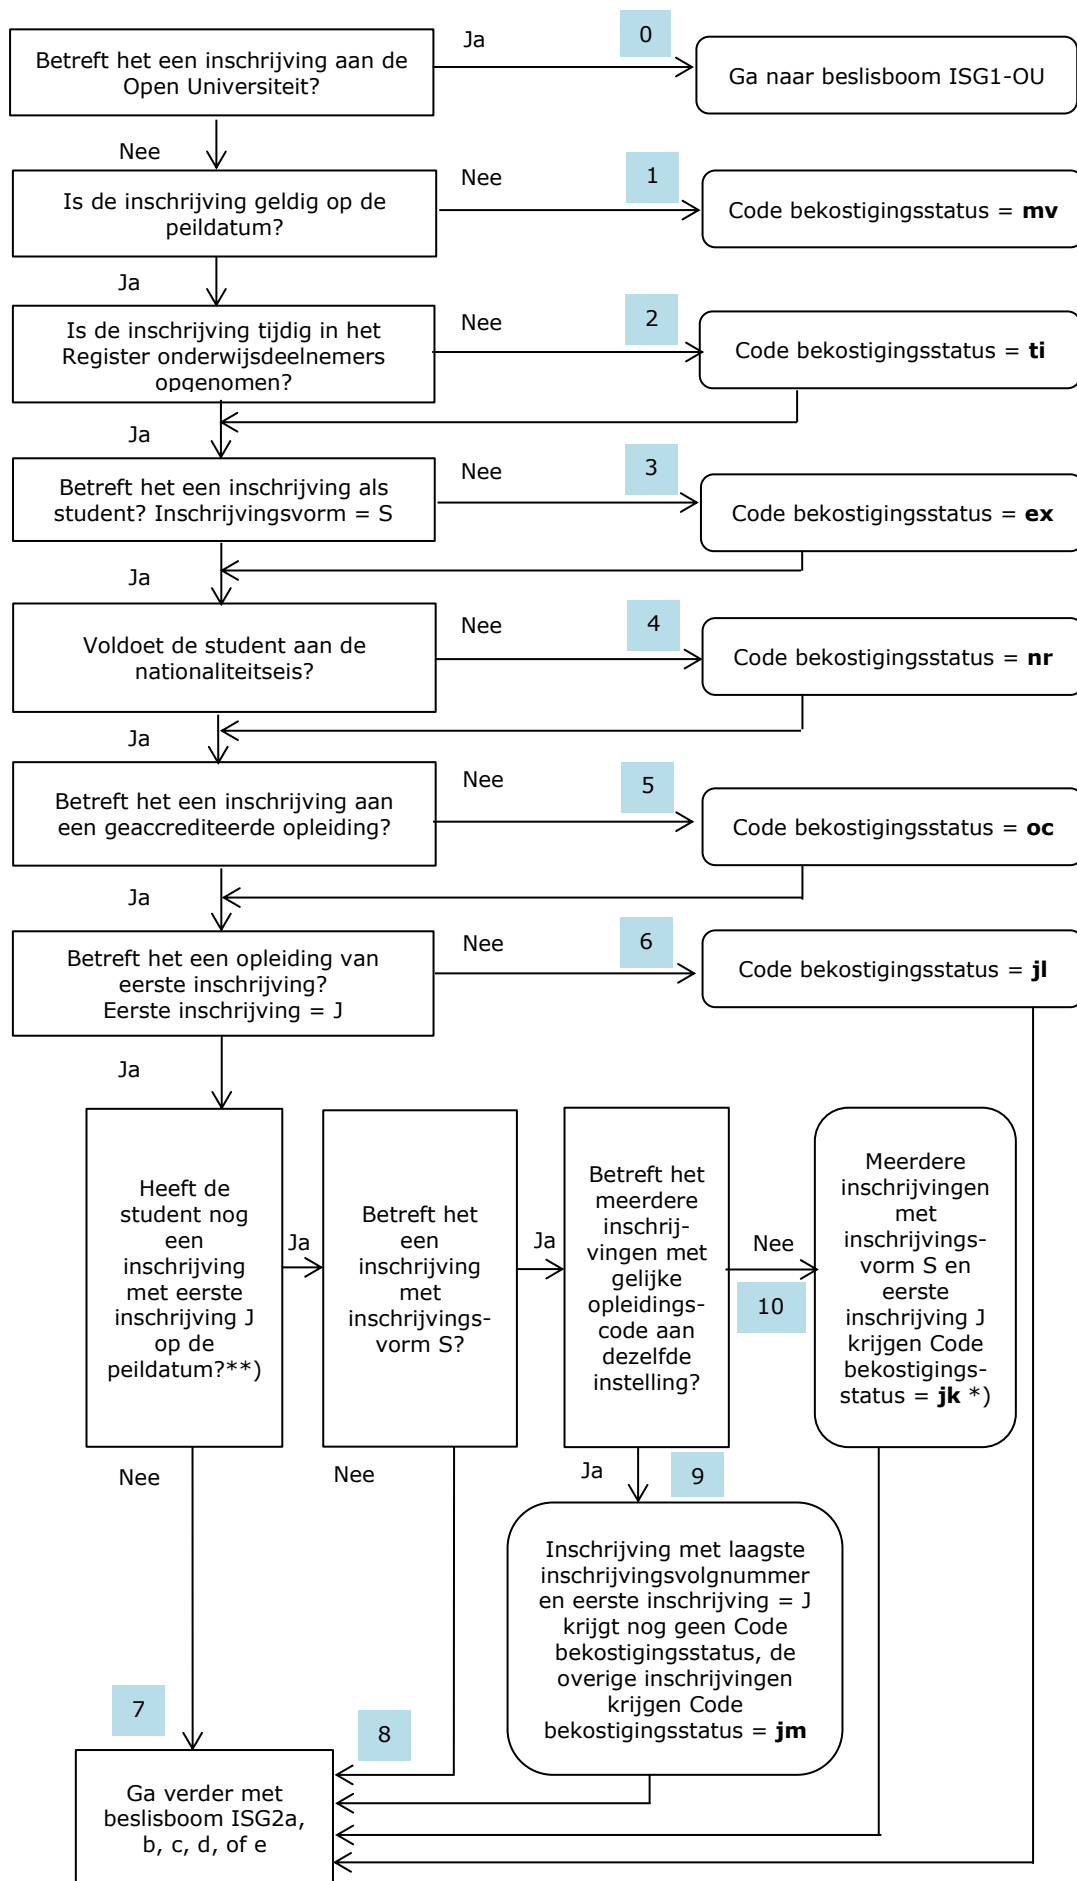 Betreft het een inschrijving aan de
Open Universiteit?
Ja
0
Ga naar beslisboom ISG1-OU
Nee
Is de inschrijving geldig op de
peildatum?
Nee
1
Code bekostigingsstatus = mv
Ja
Is de inschrijving tijdig in het
Register onderwijsdeelnemers
opgenomen?
Nee
2
Code bekostigingsstatus = ti
Ja
Betreft het een inschrijving als
student? Inschrijvingsvorm = S
Nee
3
Code bekostigingsstatus = ex
Ja
Voldoet de student aan de
nationaliteitseis?
Nee
4
Code bekostigingsstatus = nr
Ja
Betreft het een inschrijving aan
een geaccrediteerde opleiding?
Nee
5
Code bekostigingsstatus = oc
Ja
Betreft het een opleiding van
eerste inschrijving?
Eerste inschrijving = J
Nee
6
Code bekostigingsstatus = jl
Ja
Heeft de
student nog
een
inschrijving
met eerste
inschrijving J
op de
peildatum?**)
Ja
Betreft het
een
inschrijving
met
inschrijvings-
vorm S?
Ja
Betreft het
meerdere
inschrij-
vingen met
gelijke
opleidings-
code aan
dezelfde
instelling?
Nee
10
Meerdere
inschrijvingen
met
inschrijvings-
vorm S en
eerste
inschrijving J
krijgen Code
bekostigings-
status = jk *)
Nee
Nee
Ja
9
Inschrijving met laagste
inschrijvingsvolgnummer
en eerste inschrijving = J
krijgt nog geen Code
bekostigingsstatus, de
overige inschrijvingen
krijgen Code
bekostigingsstatus = jm
7
8
Ga verder met
beslisboom ISG2a,
b, c, d, of e